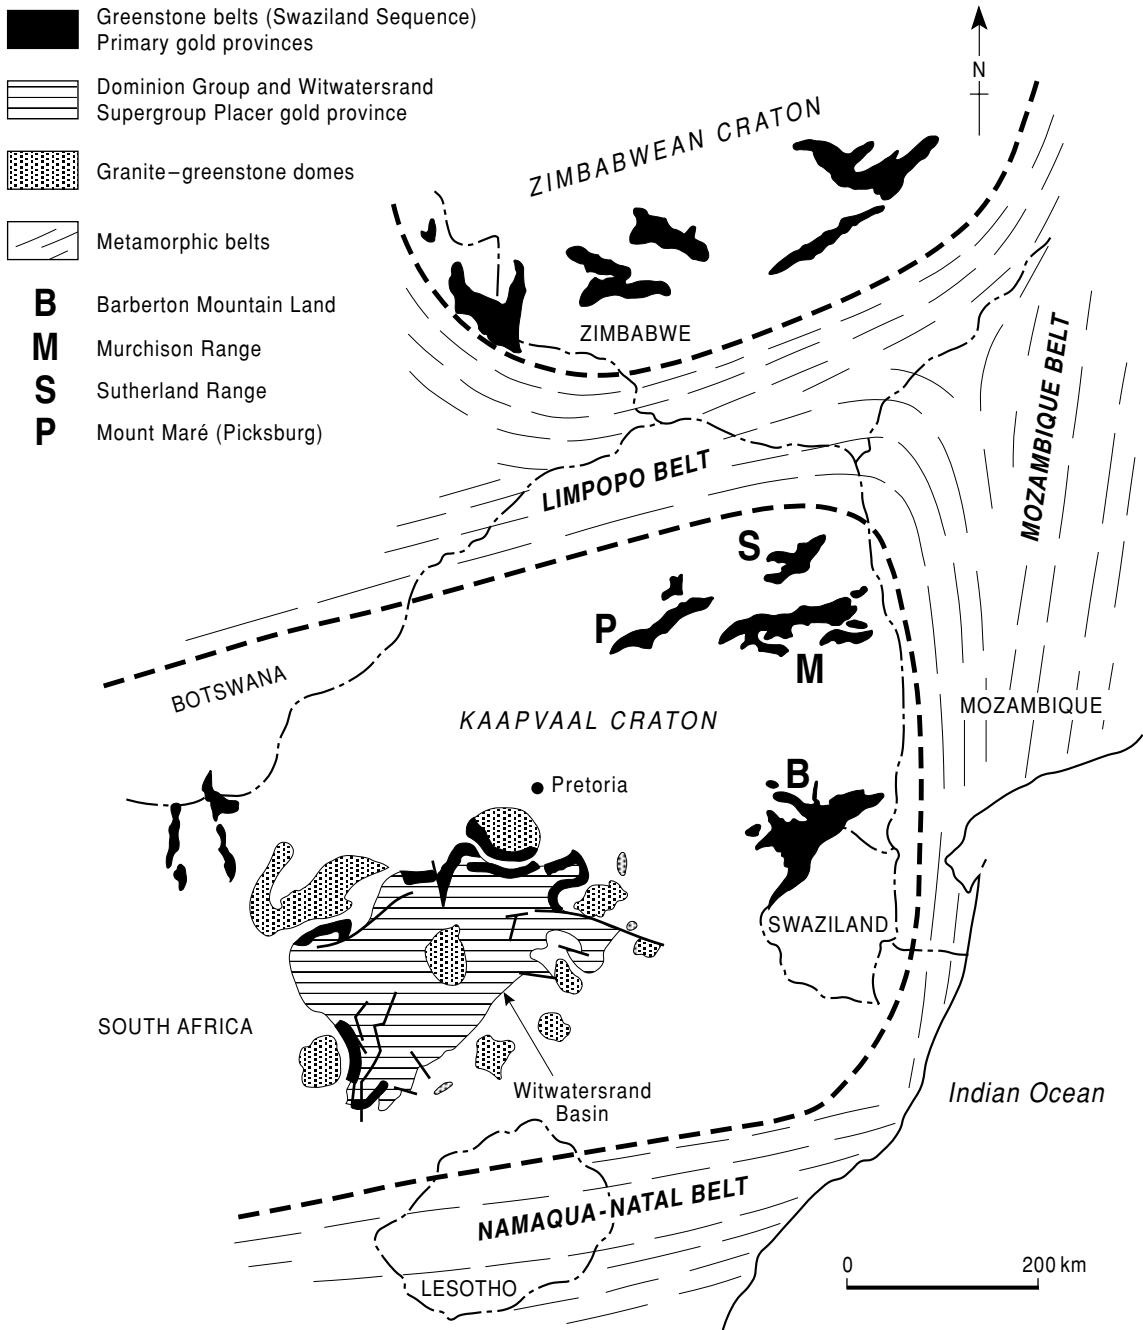 Greenstone belts (Swaziland Sequence)
Primary gold provinces
Dominion Group and Witwatersrand
Supergroup Placer gold province
Granite–greenstone domes
Metamorphic belts
B Barberton Mountain Land
M Murchison Range
S Sutherland Range
P Mount Maré (Picksburg)
N
ZIMBABWEAN CRATON
ZIMBABWE
MOZAMBIQUE BELT
LIMPOPO BELT
S
P
M
BOTSWANA
MOZAMBIQUE
KAAPVAAL CRATON
B
Pretoria
SWAZILAND
SOUTH AFRICA
Witwatersrand
Basin
Indian Ocean
NAMAQUA-NATAL BELT
LESOTHO
0 200 km